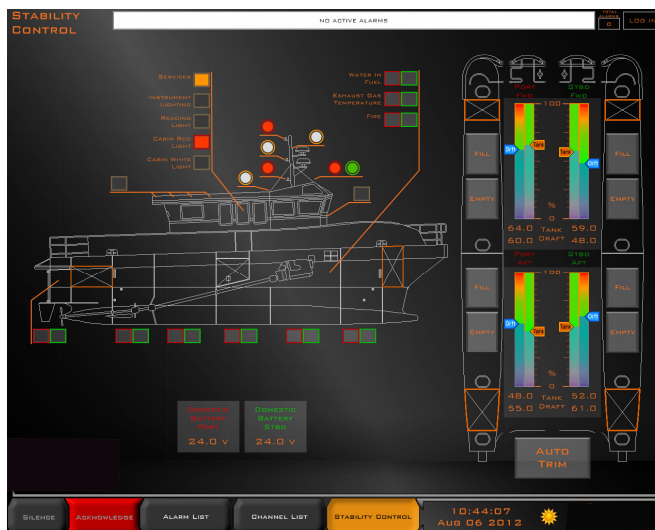 Stability
Control
NO ACTIVE ALARMS
TOTAL
ALARMS
0
LOG IN
Services
Instrument
Lighting
Reading
Light
Cabin Red
Light
Cabin White
Light
Water In
Fuel
Exhaust Gas
Temperature
Fire
Port
Fwd
Stbd
Fwd
100
Drft
Tank
Tank
Drft
%
0
64.0 Tank 59.0
60.0 Draft 48.0
Fill
Empty
Fill
Empty
Port
Aft
Stbd
Aft
100
Drft
Tank
Tank
Drft
%
0
48.0 Tank 52.0
55.0 Draft 61.0
Fill
Empty
Fill
Empty
Domestic
Battery
Port
24.0 v
Domestic
Battery
Stbd
24.0 v
Auto
Trim
Silence
Acknowledge
Alarm List
Channel List
Stability Control
10:44:07
Aug 06 2012